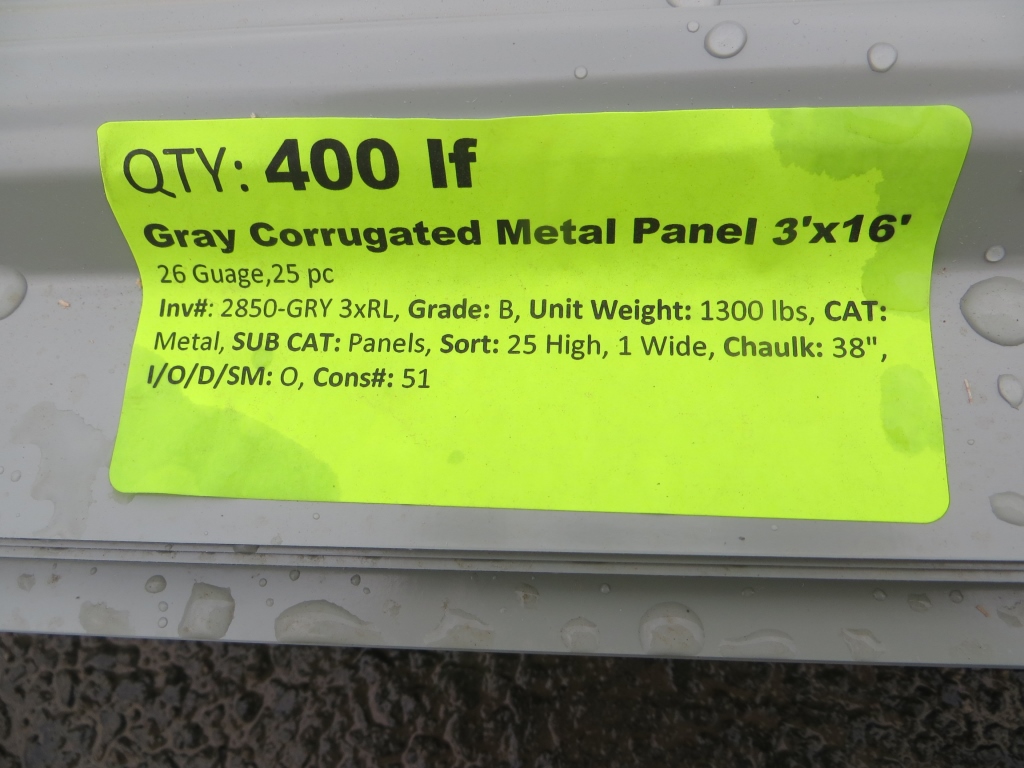 QTY: 400 lf
Gray Corrugated Metal Panel 3'x16'
26 Guage,25 pc
Inv#: 2850-GRY 3xRL, Grade: B, Unit Weight: 1300 lbs, CAT:
Metal, SUB CAT: Panels, Sort: 25 High, 1 Wide, Chaulk: 38",
I/O/D/SM: O, Cons#: 51